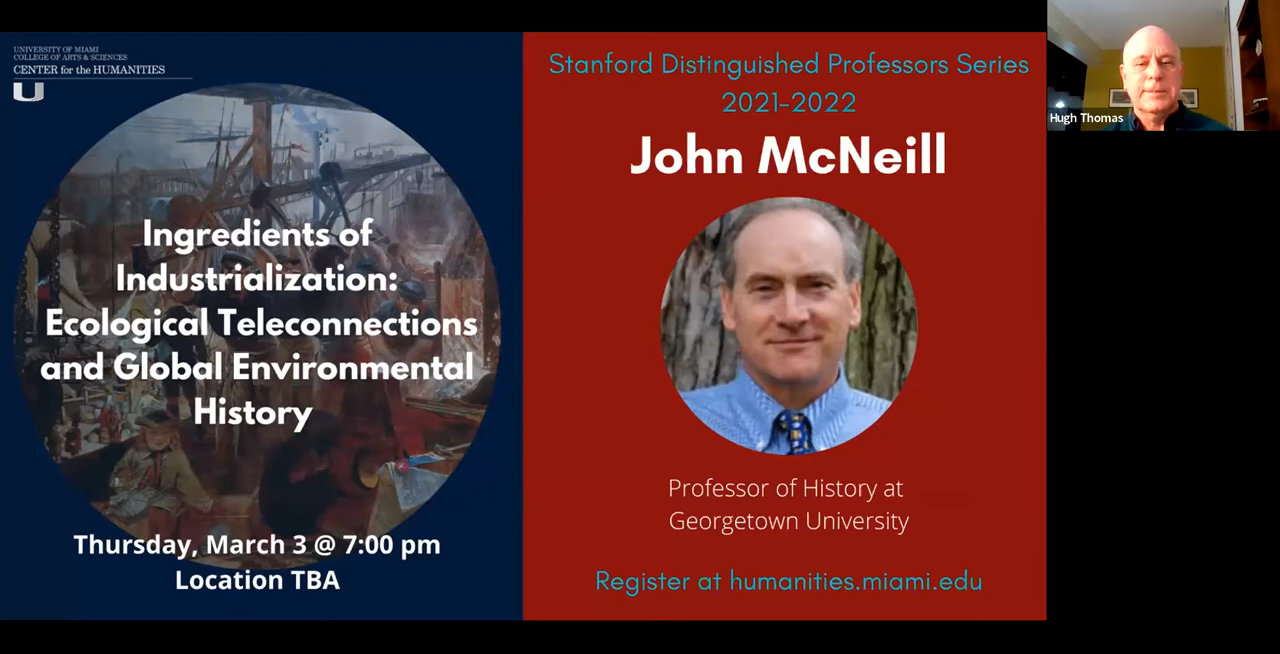 UNIVERSITY OF MIAMI
COLLEGE OF ARTS & SCIENCES
CENTER for the HUMANITIES
Ingredients of
Industrialization:
Ecological Teleconnections
and Global Environmental
History
Thursday, March 3 @ 7:00 pm
Location TBA
Stanford Distinguished Professors Series
2021-2022
John McNeill
Professor of History at
Georgetown University
Register at humanities.miami.edu
Hugh Thomas